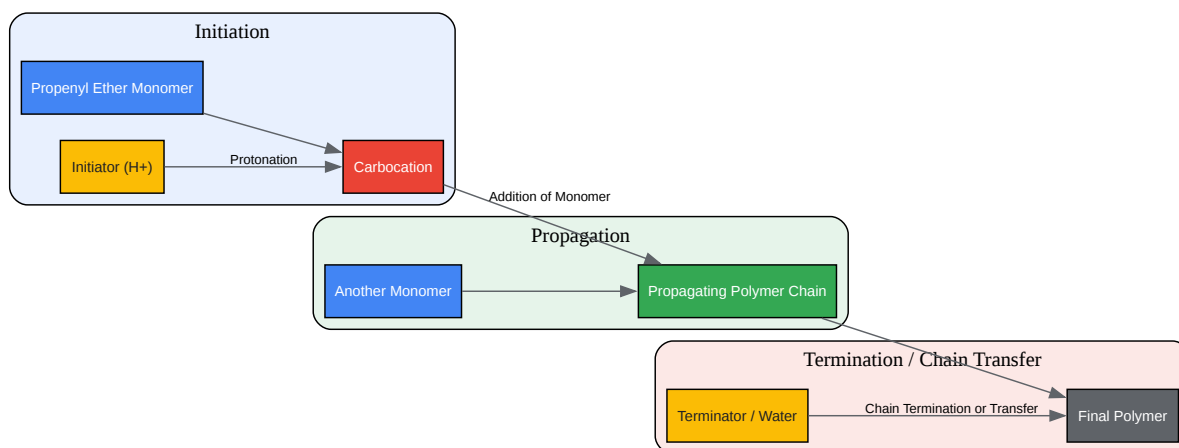 Initiation
Propenyl Ether Monomer
Initiator (H+)
Protonation
Carbocation
Addition of Monomer
Propagation
Another Monomer
Propagating Polymer Chain
Termination / Chain Transfer
Terminator / Water
Chain Termination or Transfer
Final Polymer